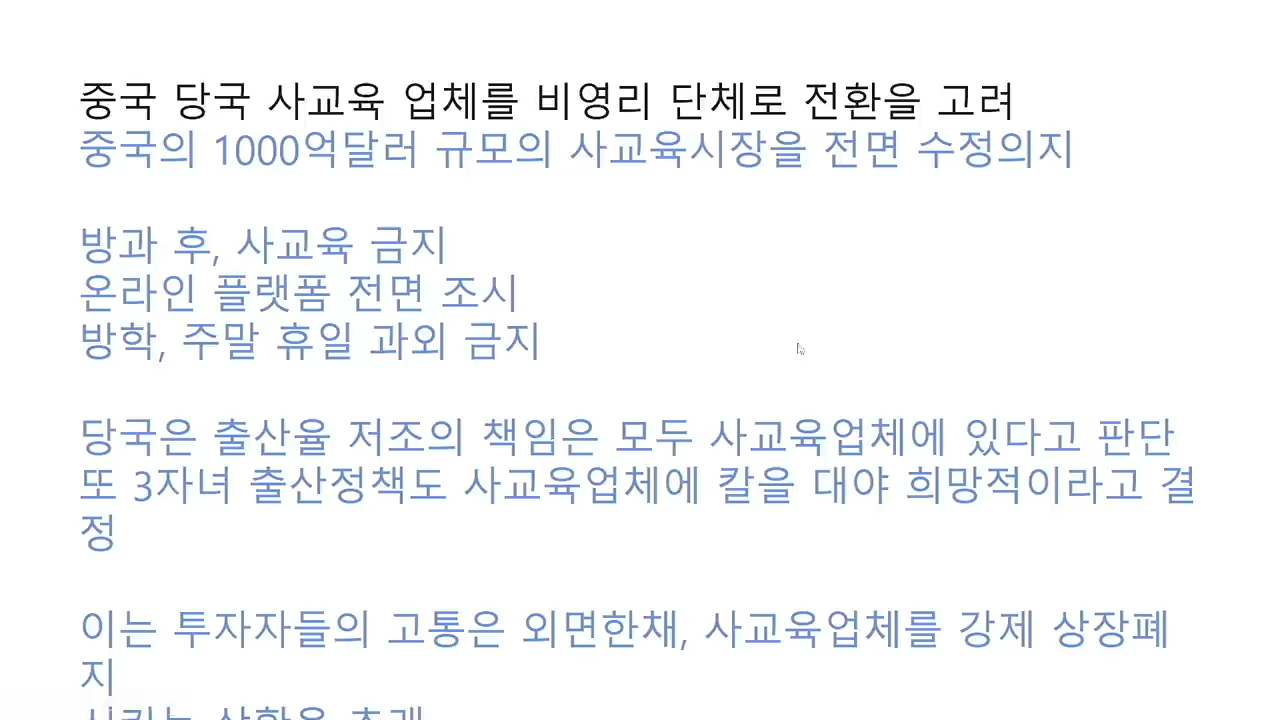 중국 당국 사교육 업체를 비영리 단체로 전환을 고려
중국의 1000억달러 규모의 사교육시장을 전면 수정의지
방과 후, 사교육 금지
온라인 플랫폼 전면 조시
방학, 주말 휴일 과외 금지
당국은 출산율 저조의 책임은 모두 사교육업체에 있다고 판단
또 3자녀 출산정책도 사교육업체에 칼을 대야 희망적이라고 결
정
이는 투자자들의 고통은 외면한채, 사교육업체를 강제 상장폐
지